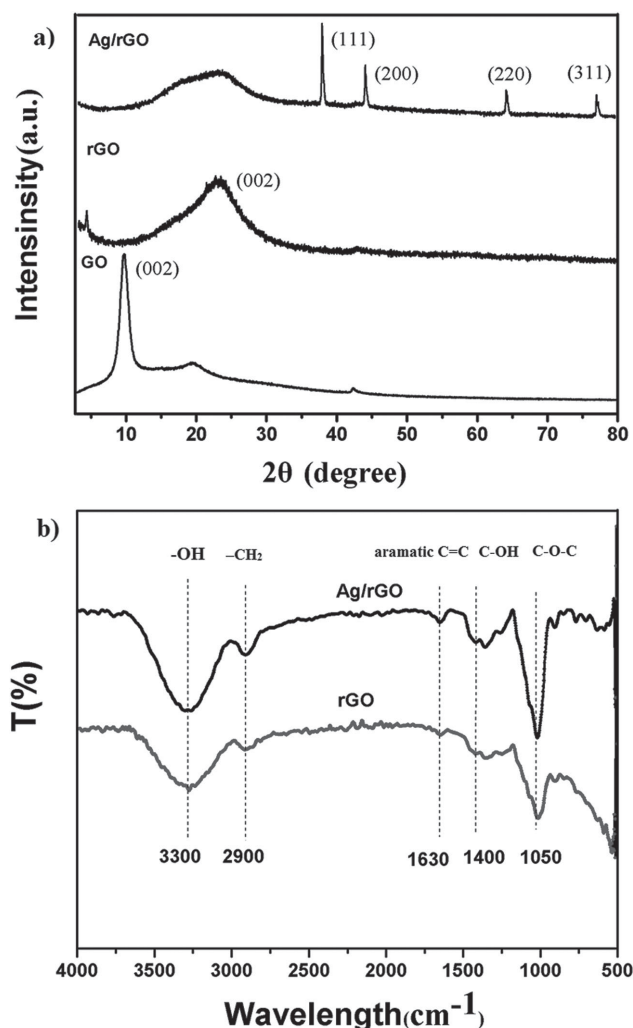 a)
Ag/rGO
(111)
(200)
(220)
(311)
rGO
(002)
GO
(002)
Intensinsity(a.u.)
10 20 30 40 50 60 70 80
2θ (degree)
b)
-OH –CH₂ aramatic C=C C-OH C-O-C
Ag/rGO
rGO
T(%)
3300 2900 1630 1400 1050
4000 3500 3000 2500 2000 1500 1000 500
Wavelength(cm⁻¹)